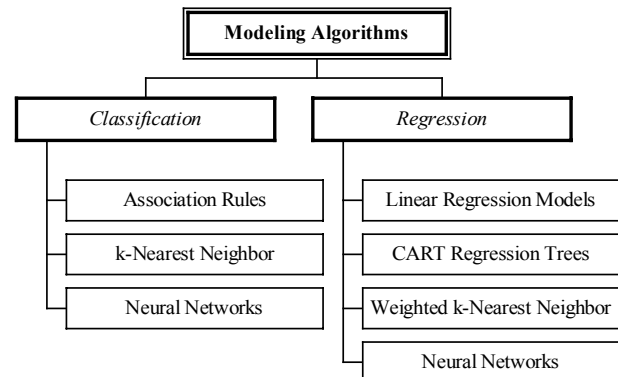 Modeling Algorithms
Classification
Regression
Association Rules
k-Nearest Neighbor
Neural Networks
Linear Regression Models
CART Regression Trees
Weighted k-Nearest Neighbor
Neural Networks